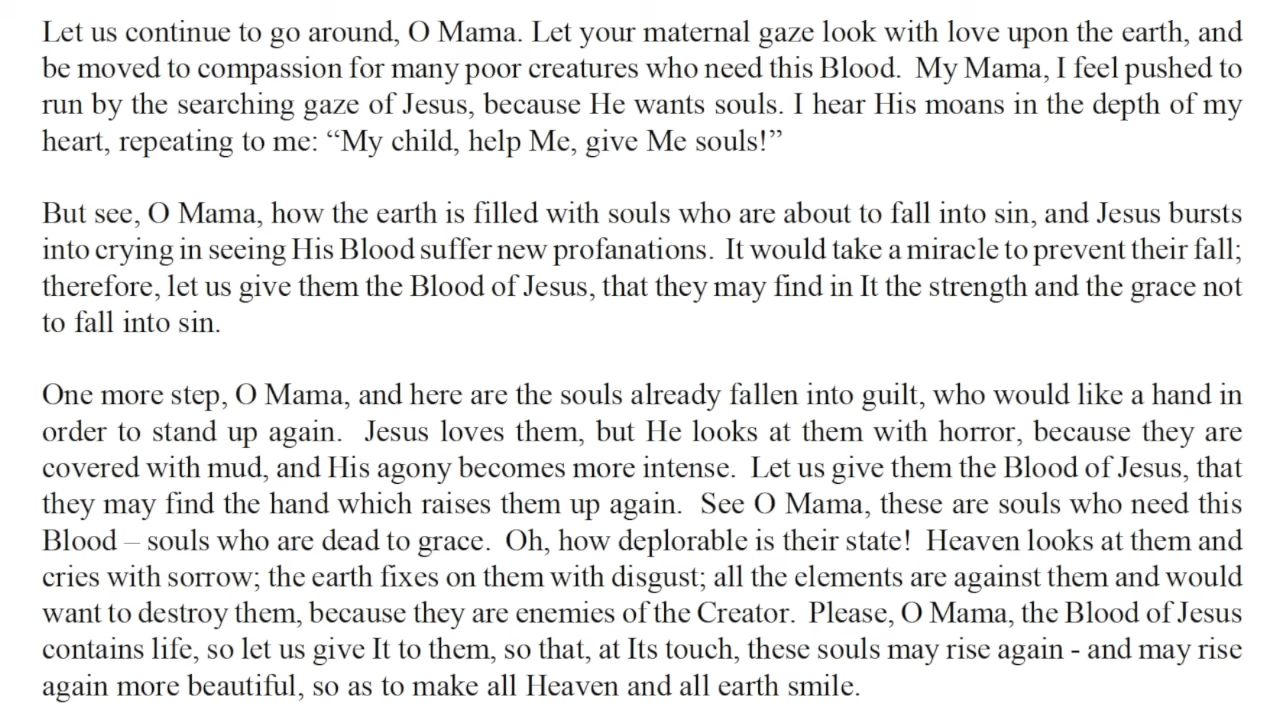 Let us continue to go around, O Mama. Let your maternal gaze look with love upon the earth, and
be moved to compassion for many poor creatures who need this Blood.  My Mama, I feel pushed to
run by the searching gaze of Jesus, because He wants souls. I hear His moans in the depth of my
heart, repeating to me: “My child, help Me, give Me souls!”

But see, O Mama, how the earth is filled with souls who are about to fall into sin, and Jesus bursts
into crying in seeing His Blood suffer new profanations.  It would take a miracle to prevent their fall;
therefore, let us give them the Blood of Jesus, that they may find in It the strength and the grace not
to fall into sin.

One more step, O Mama, and here are the souls already fallen into guilt, who would like a hand in
order to stand up again.  Jesus loves them, but He looks at them with horror, because they are
covered with mud, and His agony becomes more intense.  Let us give them the Blood of Jesus, that
they may find the hand which raises them up again.  See O Mama, these are souls who need this
Blood – souls who are dead to grace.  Oh, how deplorable is their state!  Heaven looks at them and
cries with sorrow; the earth fixes on them with disgust; all the elements are against them and would
want to destroy them, because they are enemies of the Creator.  Please, O Mama, the Blood of Jesus
contains life, so let us give It to them, so that, at Its touch, these souls may rise again - and may rise
again more beautiful, so as to make all Heaven and all earth smile.